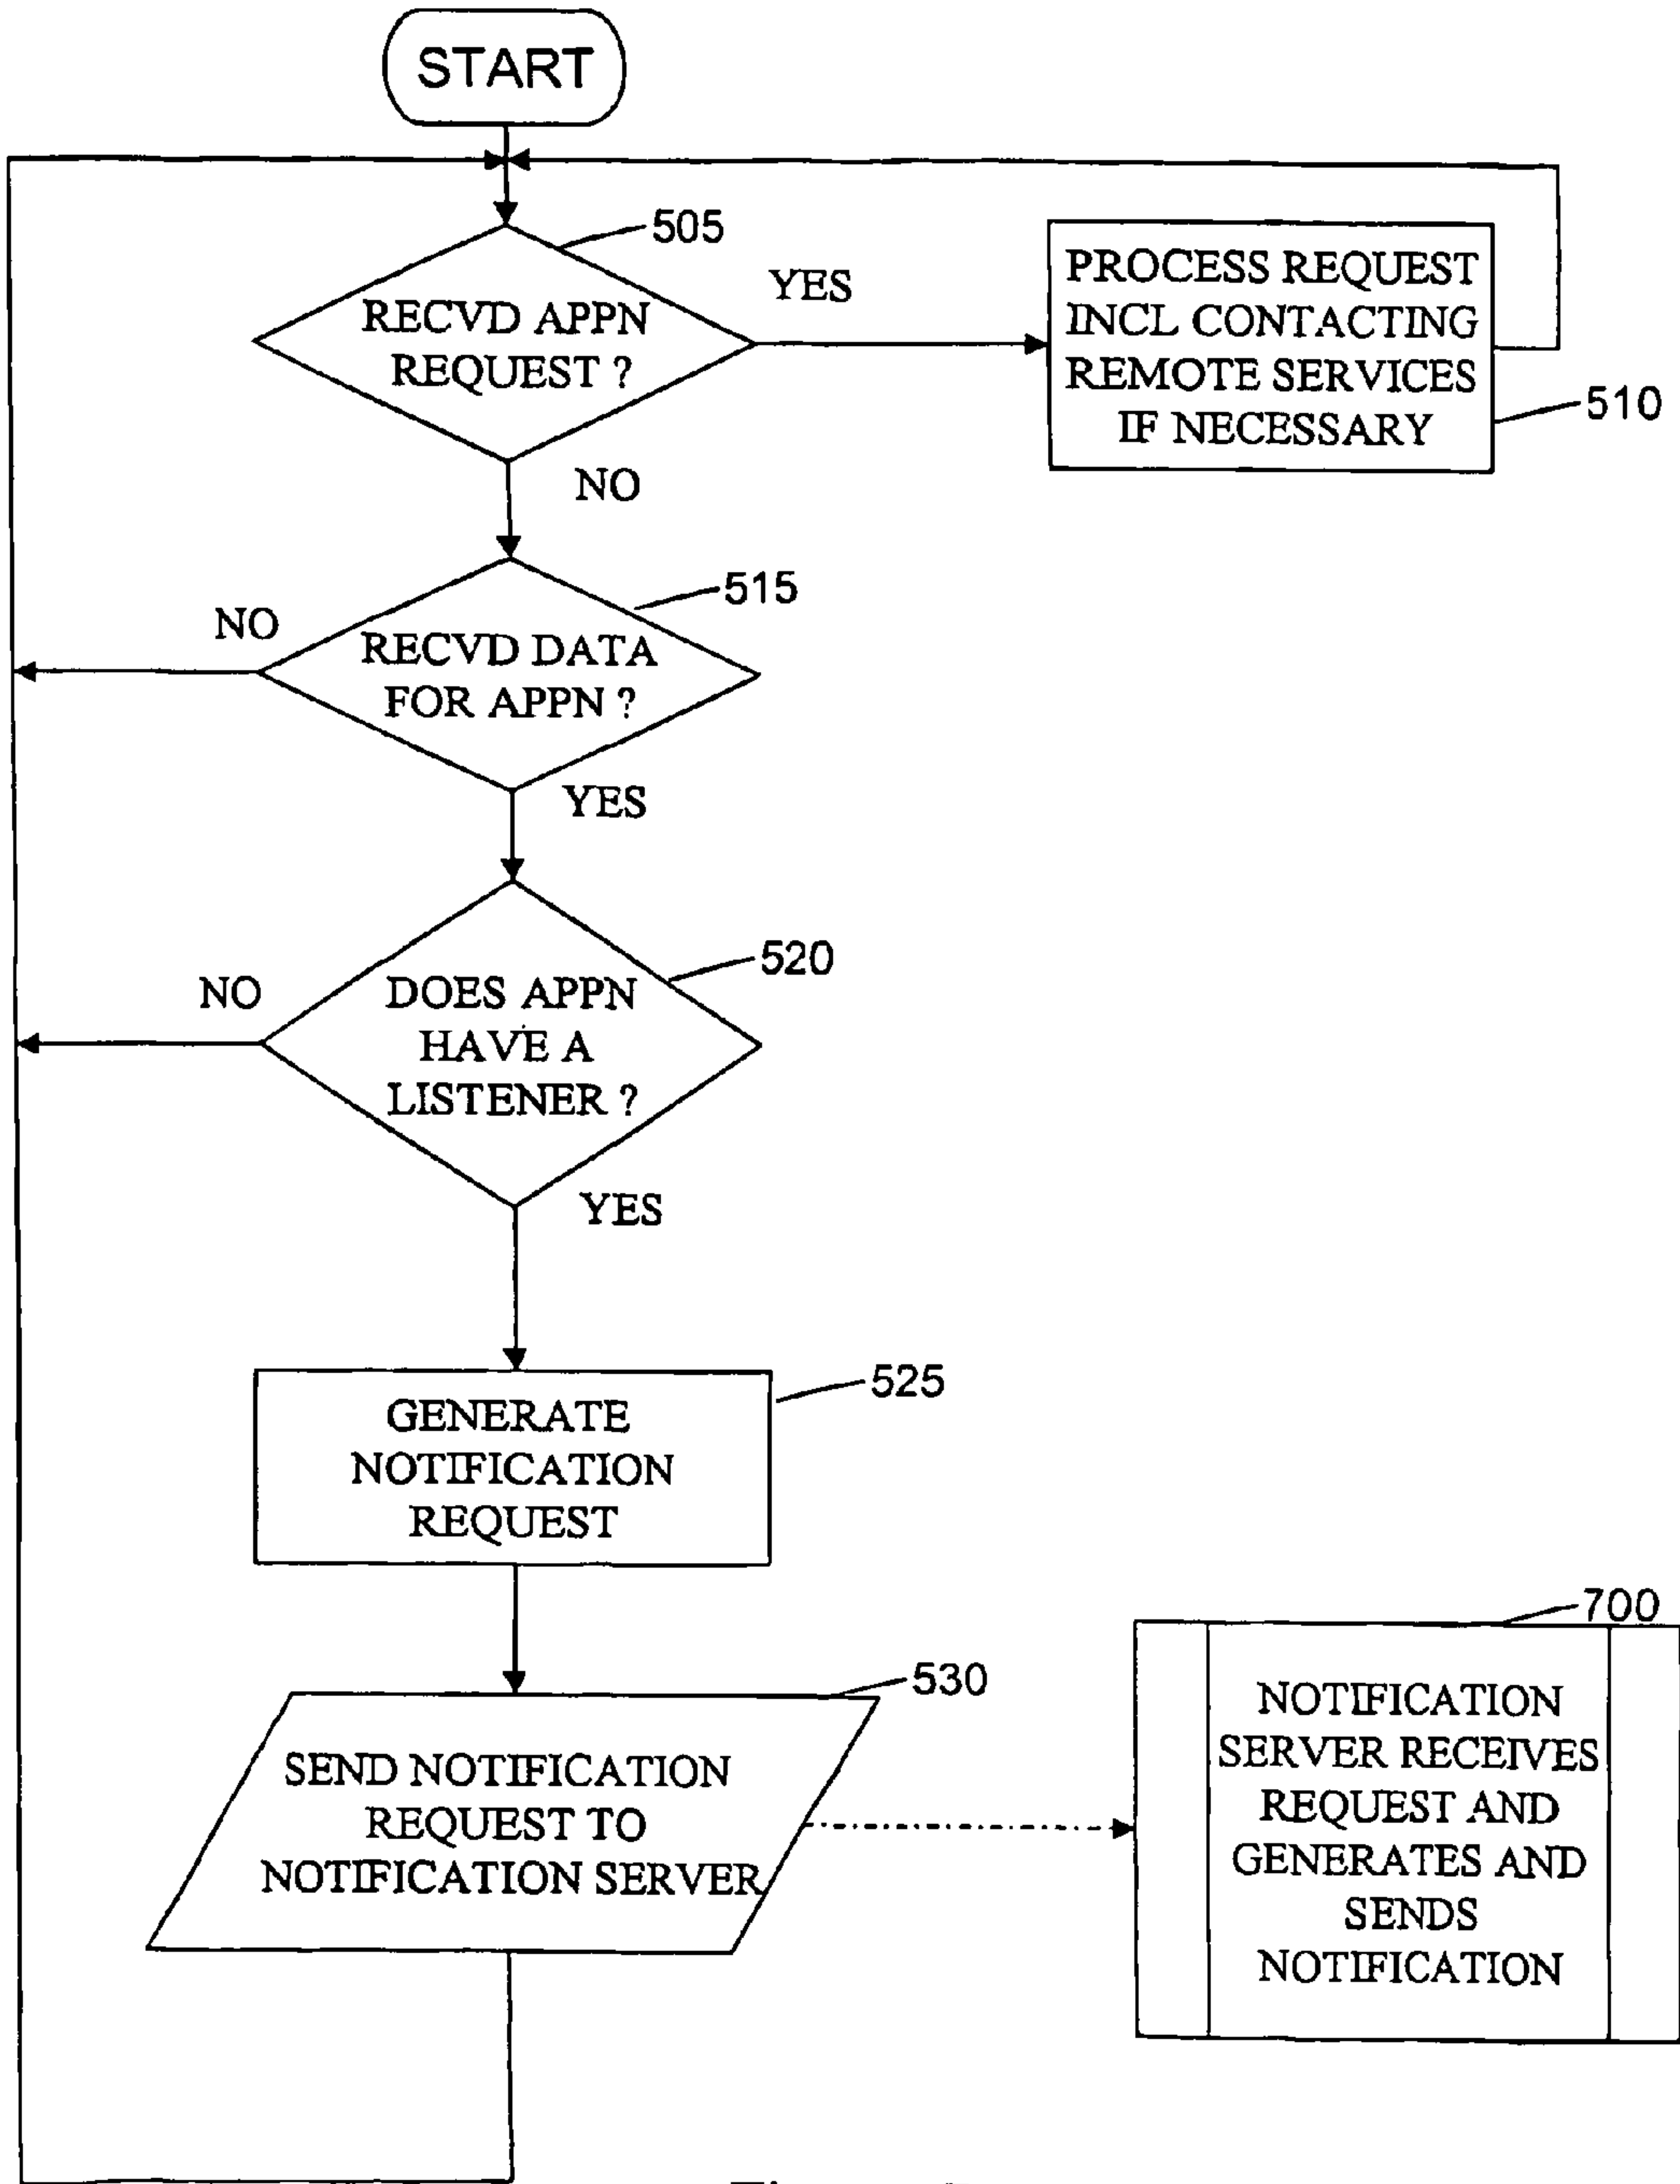 START
505
RECVD APPN
REQUEST ?
YES
NO
PROCESS REQUEST
INCL CONTACTING
REMOTE SERVICES
IF NECESSARY
510
515
RECVD DATA
FOR APPN ?
NO
YES
520
DOES APPN
HAVE A
LISTENER ?
NO
YES
525
GENERATE
NOTIFICATION
REQUEST
530
SEND NOTIFICATION
REQUEST TO
NOTIFICATION SERVER
700
NOTIFICATION
SERVER RECEIVES
REQUEST AND
GENERATES AND
SENDS
NOTIFICATION